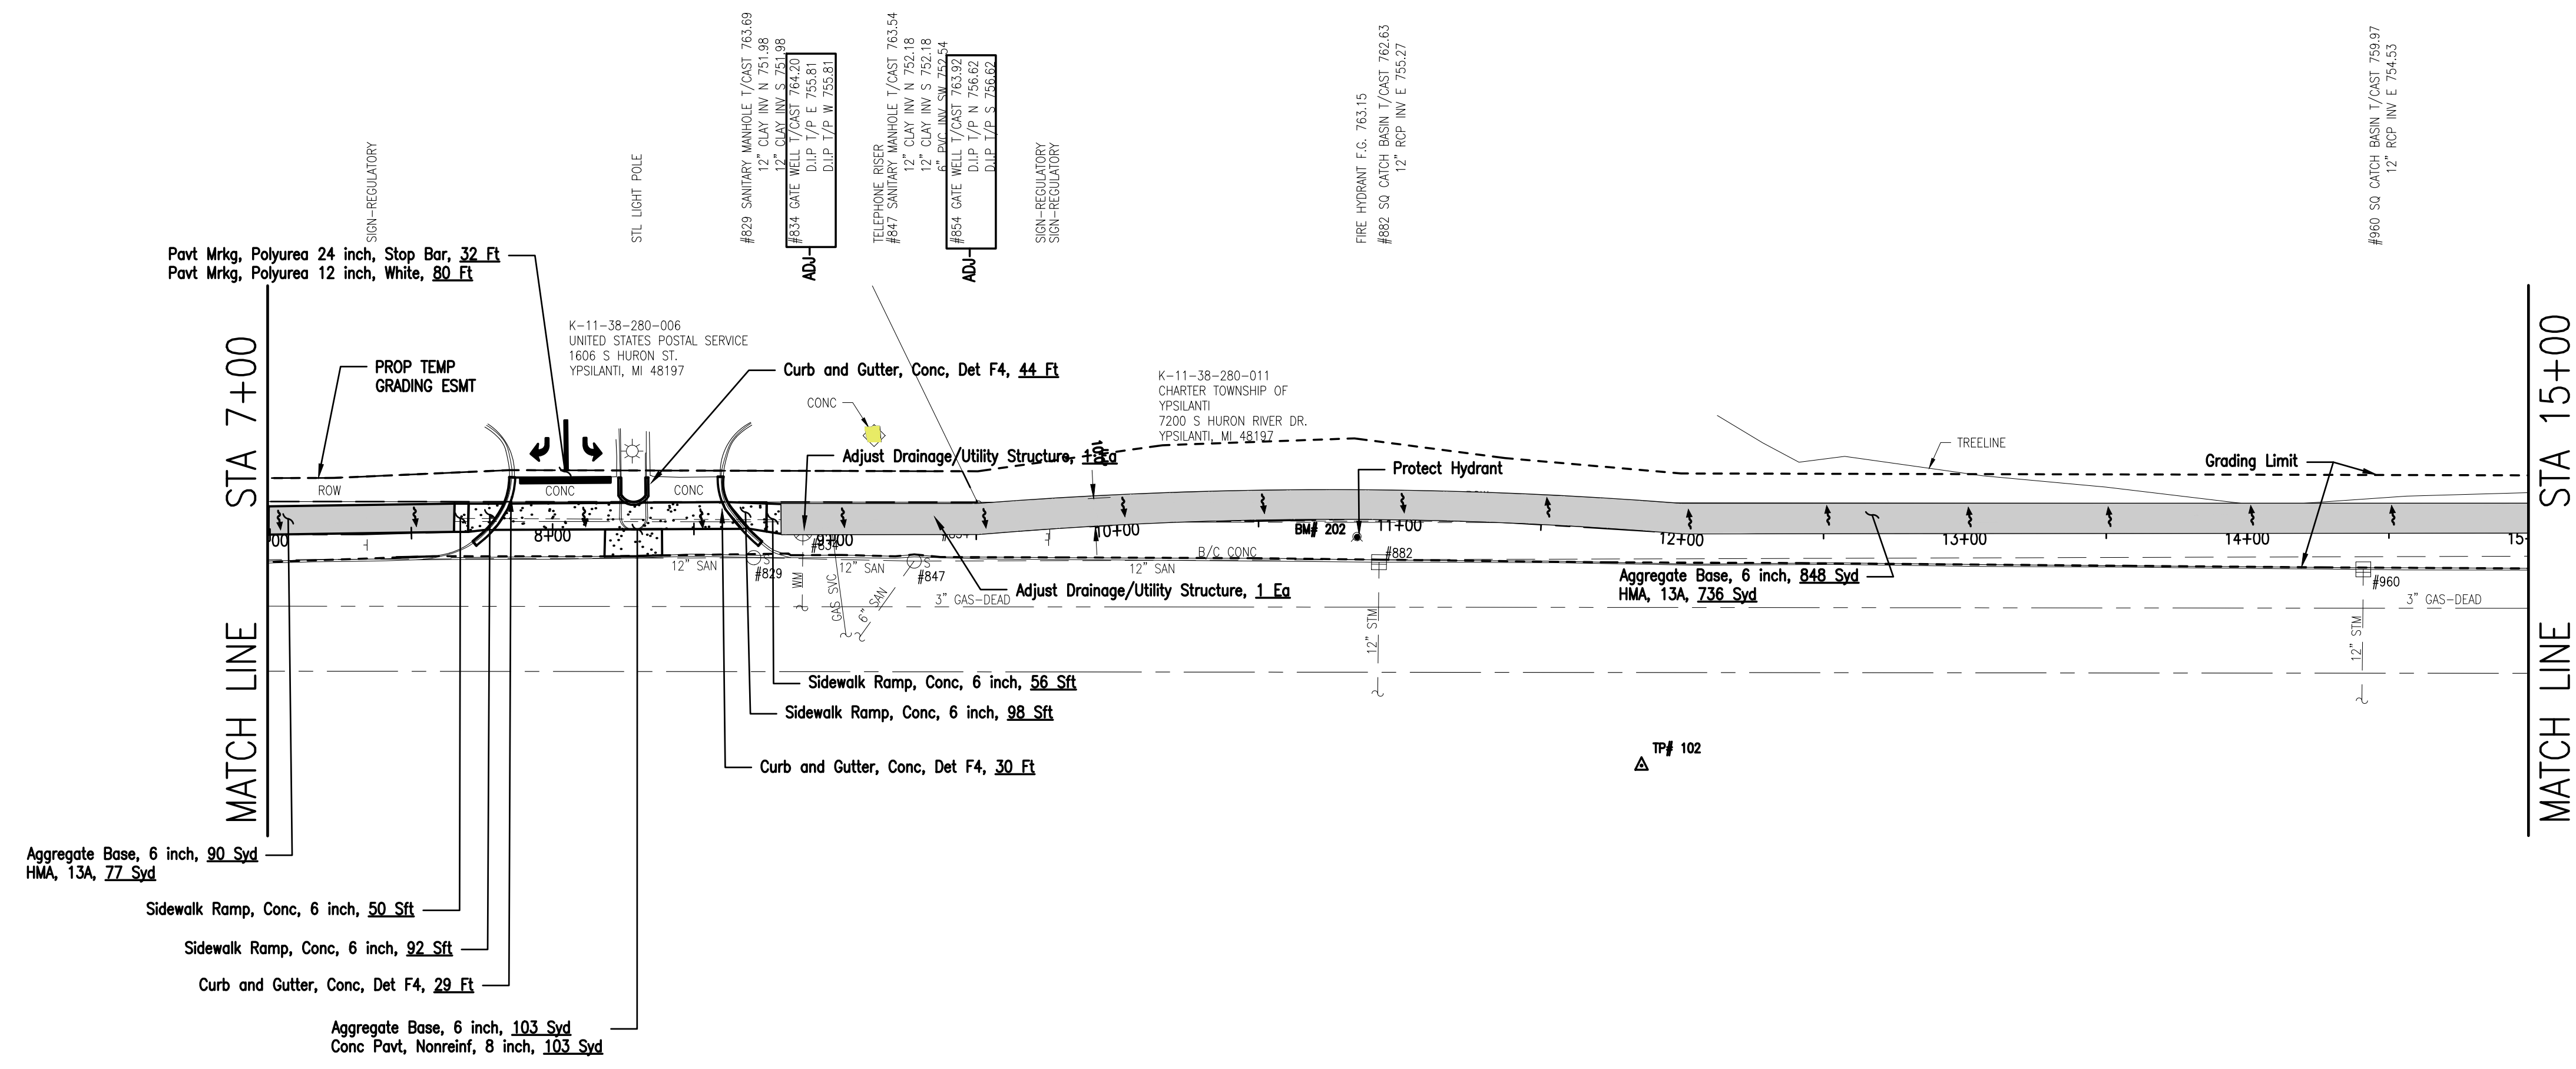 #829 SANITARY MANHOLE T/CAST 763.69
12" CLAY INV N 751.98
12" CLAY INV S 751.98
#834 GATE WELL T/CAST 764.20
D.I.P T/P E 755.81
D.I.P T/P W 755.81
ADJ
TELEPHONE RISER
#847 SANITARY MANHOLE T/CAST 763.54
12" CLAY INV N 752.18
12" CLAY INV S 752.18
6" PVC INV SW 752.54
#854 GATE WELL T/CAST 763.92
D.I.P T/P N 756.62
D.I.P T/P S 756.62
ADJ
SIGN-REGULATORY
STL LIGHT POLE
SIGN-REGULATORY
SIGN-REGULATORY
FIRE HYDRANT F.G. 763.15
#882 SQ CATCH BASIN T/CAST 762.63
12" RCP INV E 755.27
#960 SQ CATCH BASIN T/CAST 759.97
12" RCP INV E 754.53
Pavt Mrkg, Polyurea 24 inch, Stop Bar, 32 Ft
Pavt Mrkg, Polyurea 12 inch, White, 80 Ft
MATCH LINE STA 7+00
K-11-38-280-006
UNITED STATES POSTAL SERVICE
1606 S HURON ST.
YPSILANTI, MI 48197
PROP TEMP
GRADING ESMT
Curb and Gutter, Conc, Det F4, 44 Ft
CONC
K-11-38-280-011
CHARTER TOWNSHIP OF
YPSILANTI
7200 S HURON RIVER DR.
YPSILANTI, MI 48197
TREELINE
Adjust Drainage/Utility Structure, 1 Ea
Protect Hydrant
Grading Limit
ROW
CONC
CONC
00
8+00
9+00
10+00
BM# 202
11+00
12+00
13+00
14+00
15+
#834
B/C CONC
#882
12" SAN
#829
S
WM
GAS SVC
12" SAN
S
#847
6" SAN
12" SAN
3" GAS-DEAD
Adjust Drainage/Utility Structure, 1 Ea
12" STM
Aggregate Base, 6 inch, 848 Syd
HMA, 13A, 736 Syd
#960
3" GAS-DEAD
12" STM
MATCH LINE STA 15+00
Sidewalk Ramp, Conc, 6 inch, 56 Sft
Sidewalk Ramp, Conc, 6 inch, 98 Sft
TP# 102
Curb and Gutter, Conc, Det F4, 30 Ft
Aggregate Base, 6 inch, 90 Syd
HMA, 13A, 77 Syd
Sidewalk Ramp, Conc, 6 inch, 50 Sft
Sidewalk Ramp, Conc, 6 inch, 92 Sft
Curb and Gutter, Conc, Det F4, 29 Ft
Aggregate Base, 6 inch, 103 Syd
Conc Pavt, Nonreinf, 8 inch, 103 Syd